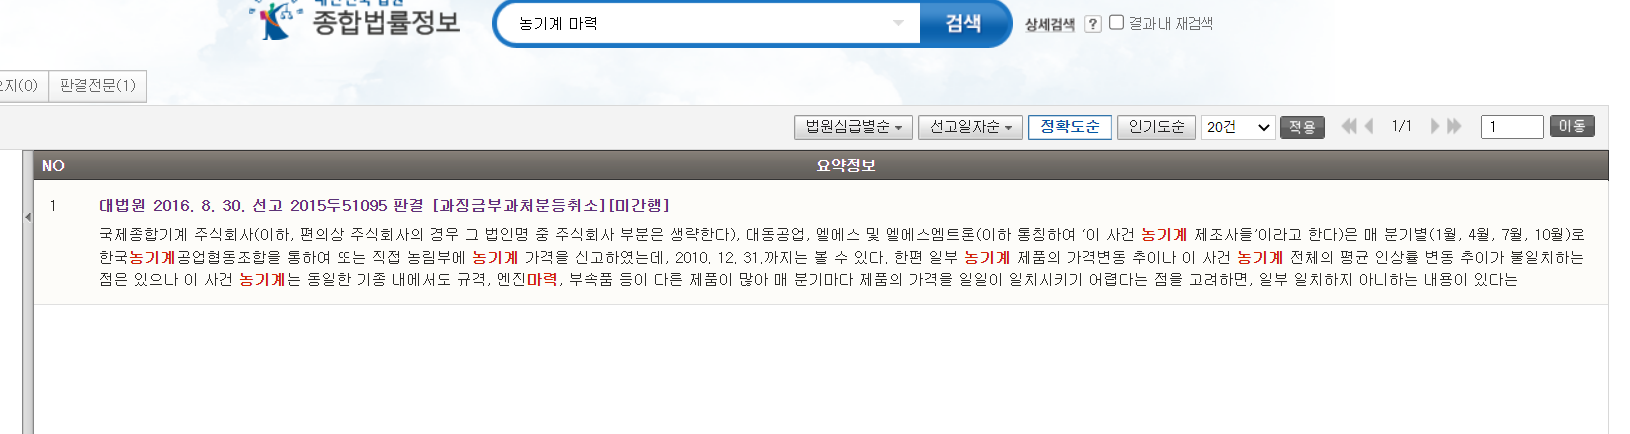 종합법률정보
농기계 마력
검색
상세검색 ? 결과내 재검색
지(0) 판결전문(1)
법원심급별순 선고일자순 정확도순 인기도순 20건 적용 1/1 1 이동
NO 요약정보
1 대법원 2016. 8. 30. 선고 2015두51095 판결 [과징금부과처분등취소][미간행]
국제종합기계 주식회사(이하, 편의상 주식회사의 경우 그 법인명 중 주식회사 부분은 생략한다), 대동공업, 엘에스 및 엘에스엠트론(이하 통칭하여 '이 사건 농기계 제조사들'이라고 한다)은 매 분기별(1월, 4월, 7월, 10월)로
한국농기계공업협동조합을 통하여 또는 직접 농림부에 농기계 가격을 신고하였는데, 2010. 12. 31.까지는 볼 수 있다. 한편 일부 농기계 제품의 가격변동 추이나 이 사건 농기계 전체의 평균 인상률 변동 추이가 불일치하는
점은 있으나 이 사건 농기계는 동일한 기종 내에서도 규격, 엔진마력, 부속품 등이 다른 제품이 많아 매 분기마다 제품의 가격을 일일이 일치시키기 어렵다는 점을 고려하면, 일부 일치하지 아니하는 내용이 있다는